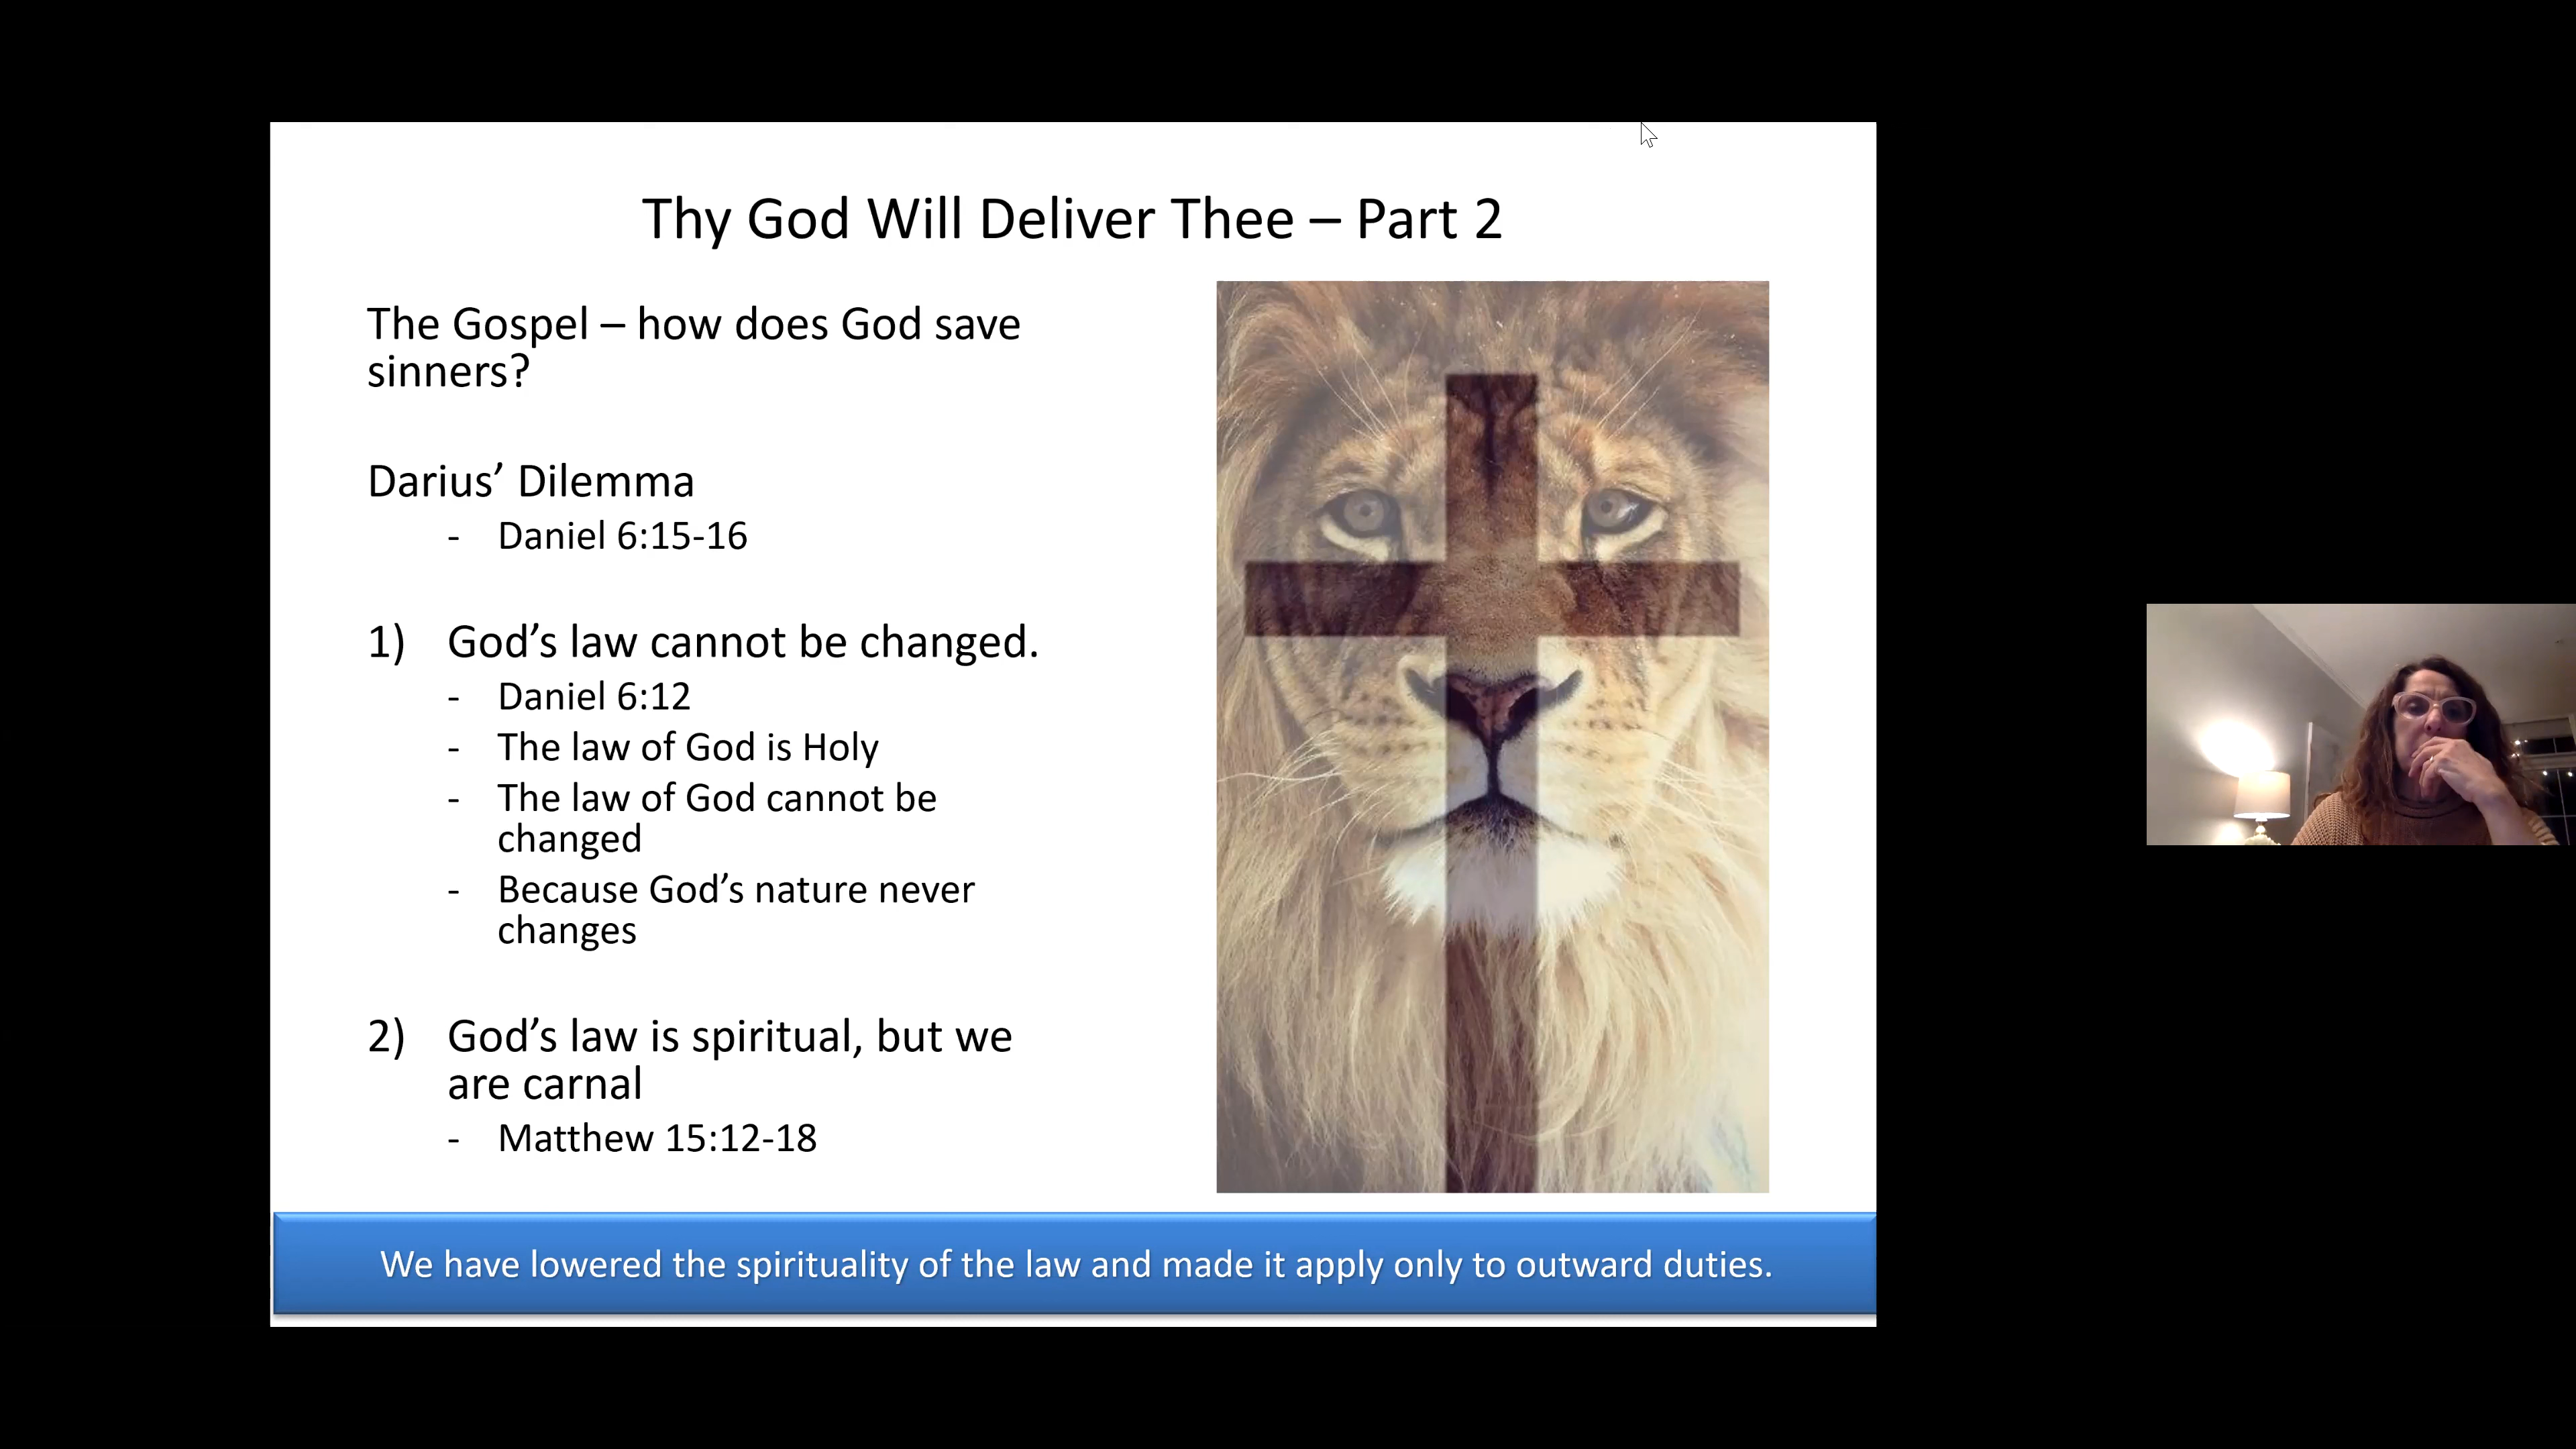 Thy God Will Deliver Thee – Part 2
The Gospel – how does God save
sinners?
Darius’ Dilemma
- Daniel 6:15-16
1) God’s law cannot be changed.
- Daniel 6:12
- The law of God is Holy
- The law of God cannot be
changed
- Because God’s nature never
changes
2) God’s law is spiritual, but we
are carnal
- Matthew 15:12-18
We have lowered the spirituality of the law and made it apply only to outward duties.